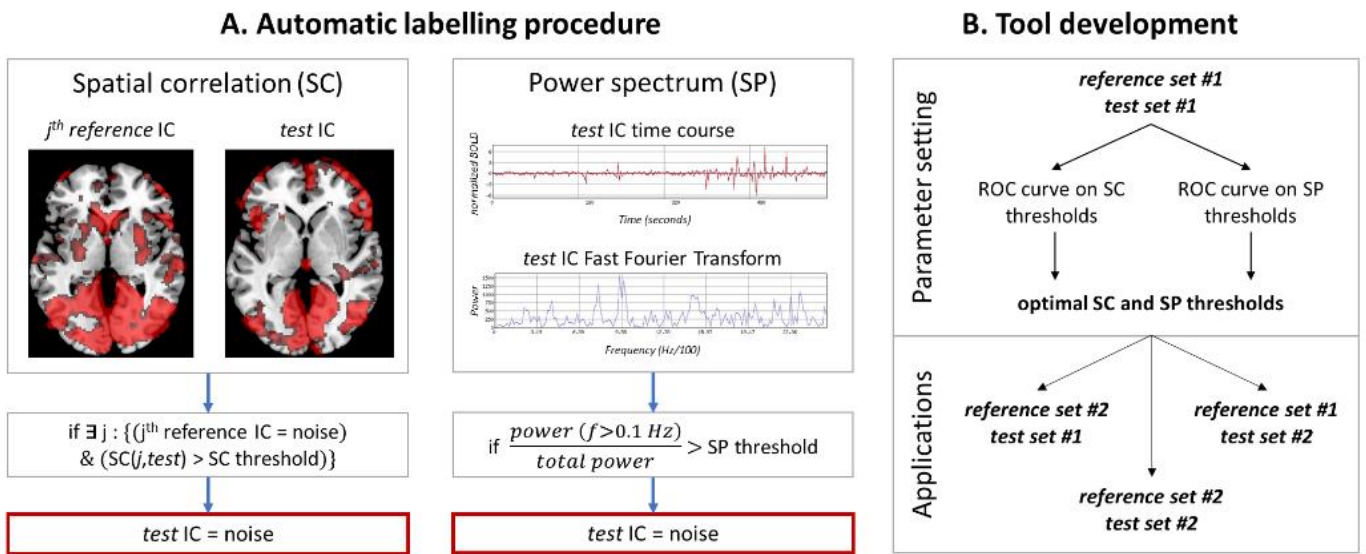 A. Automatic labelling procedure
Spatial correlation (SC)
jth reference IC
test IC
if ∃ j : {(jth reference IC = noise)
& (SC(j,test) > SC threshold)}
test IC = noise
Power spectrum (SP)
test IC time course
normalized BOLD
Time (seconds)
test IC Fast Fourier Transform
Power
Frequency (Hz/100)
if power (f>0.1 Hz) / total power > SP threshold
test IC = noise
B. Tool development
Parameter setting
reference set #1
test set #1
ROC curve on SC
thresholds
ROC curve on SP
thresholds
optimal SC and SP thresholds
Applications
reference set #2
test set #1
reference set #1
test set #2
reference set #2
test set #2